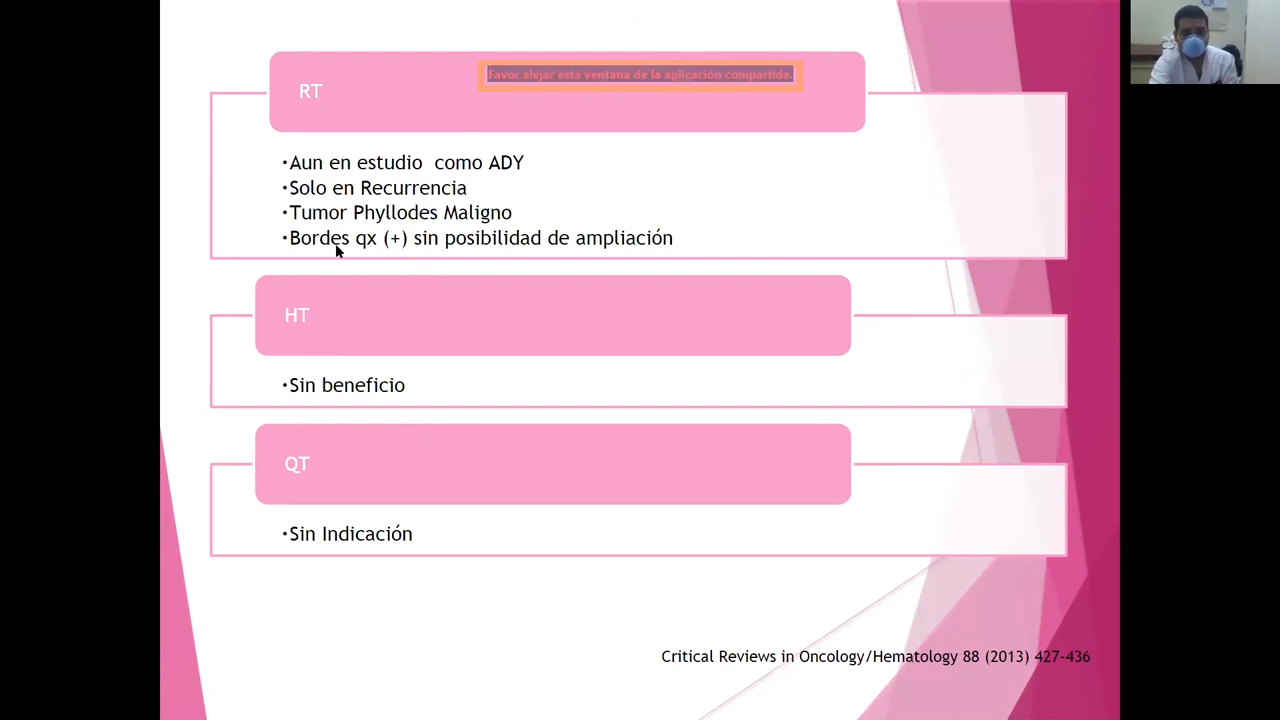 Favor alejar esta ventana de la aplicación compartida.
RT
•Aun en estudio como ADY
•Solo en Recurrencia
•Tumor Phyllodes Maligno
•Bordes qx (+) sin posibilidad de ampliación
HT
•Sin beneficio
QT
•Sin Indicación
Critical Reviews in Oncology/Hematology 88 (2013) 427–436